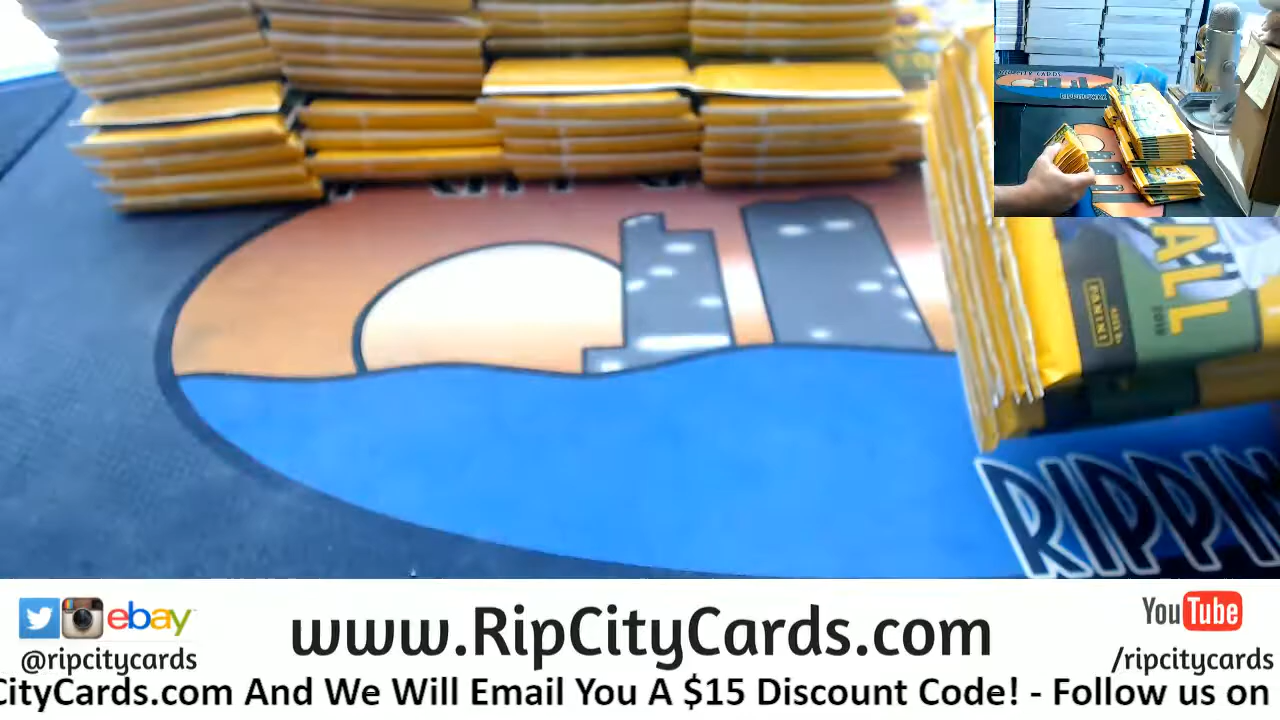 ALL
2019
PANINI
RIPPIN
ebay
www.RipCityCards.com
YouTube
@ripcitycards
/ripcitycards
CityCards.com And We Will Email You A $15 Discount Code! - Follow us on